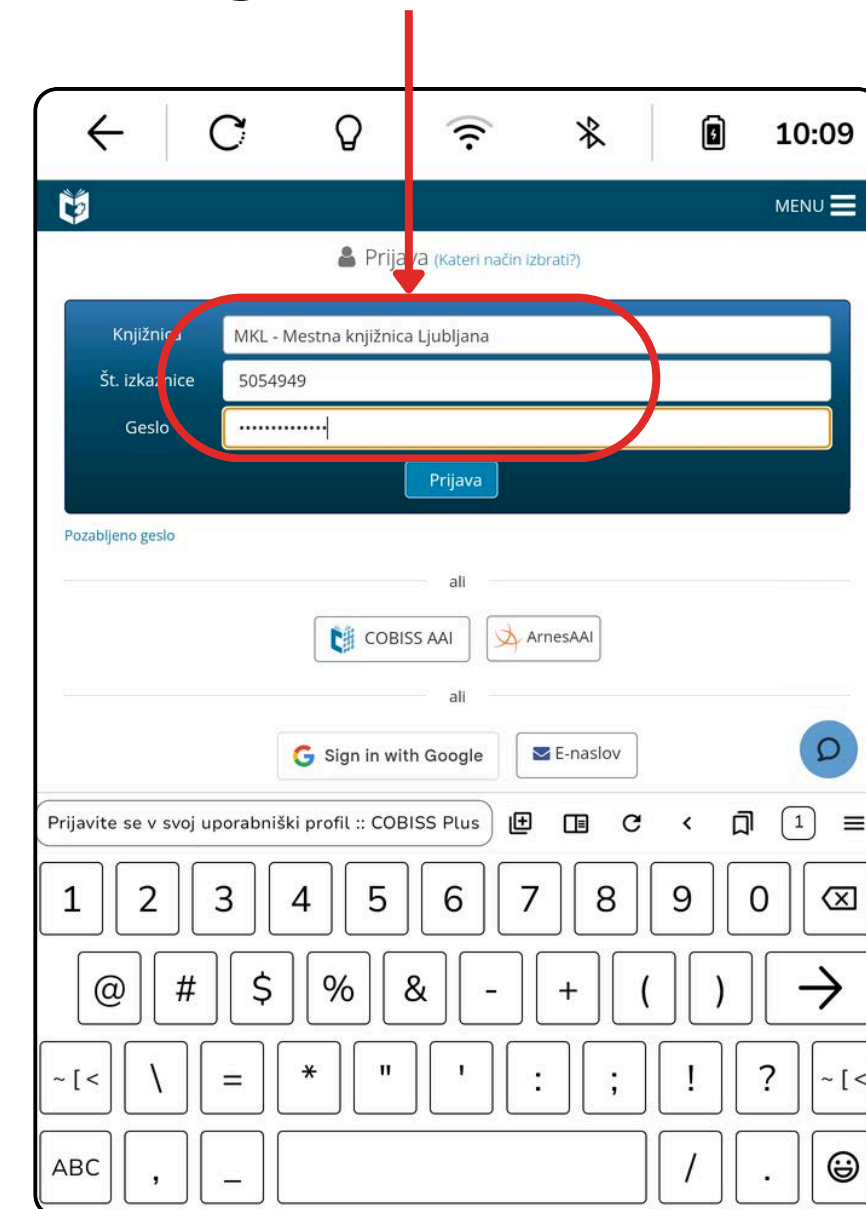 10:09
MENU
Prijava (Kateri način izbrati?)
Knjižnica MKL - Mestna knjižnica Ljubljana
Št. izkaznice 5054949
Geslo ••••••••••••••
Prijava
Pozabljeno geslo
ali
COBISS AAI ArnesAAI
ali
Sign in with Google E-naslov
Prijavite se v svoj uporabniški profil :: COBISS Plus 1
1 2 3 4 5 6 7 8 9 0
@ # $ % & - + ( )
~ [ < \ = * " ' : ; ! ? ~ [ <
ABC , _ / .